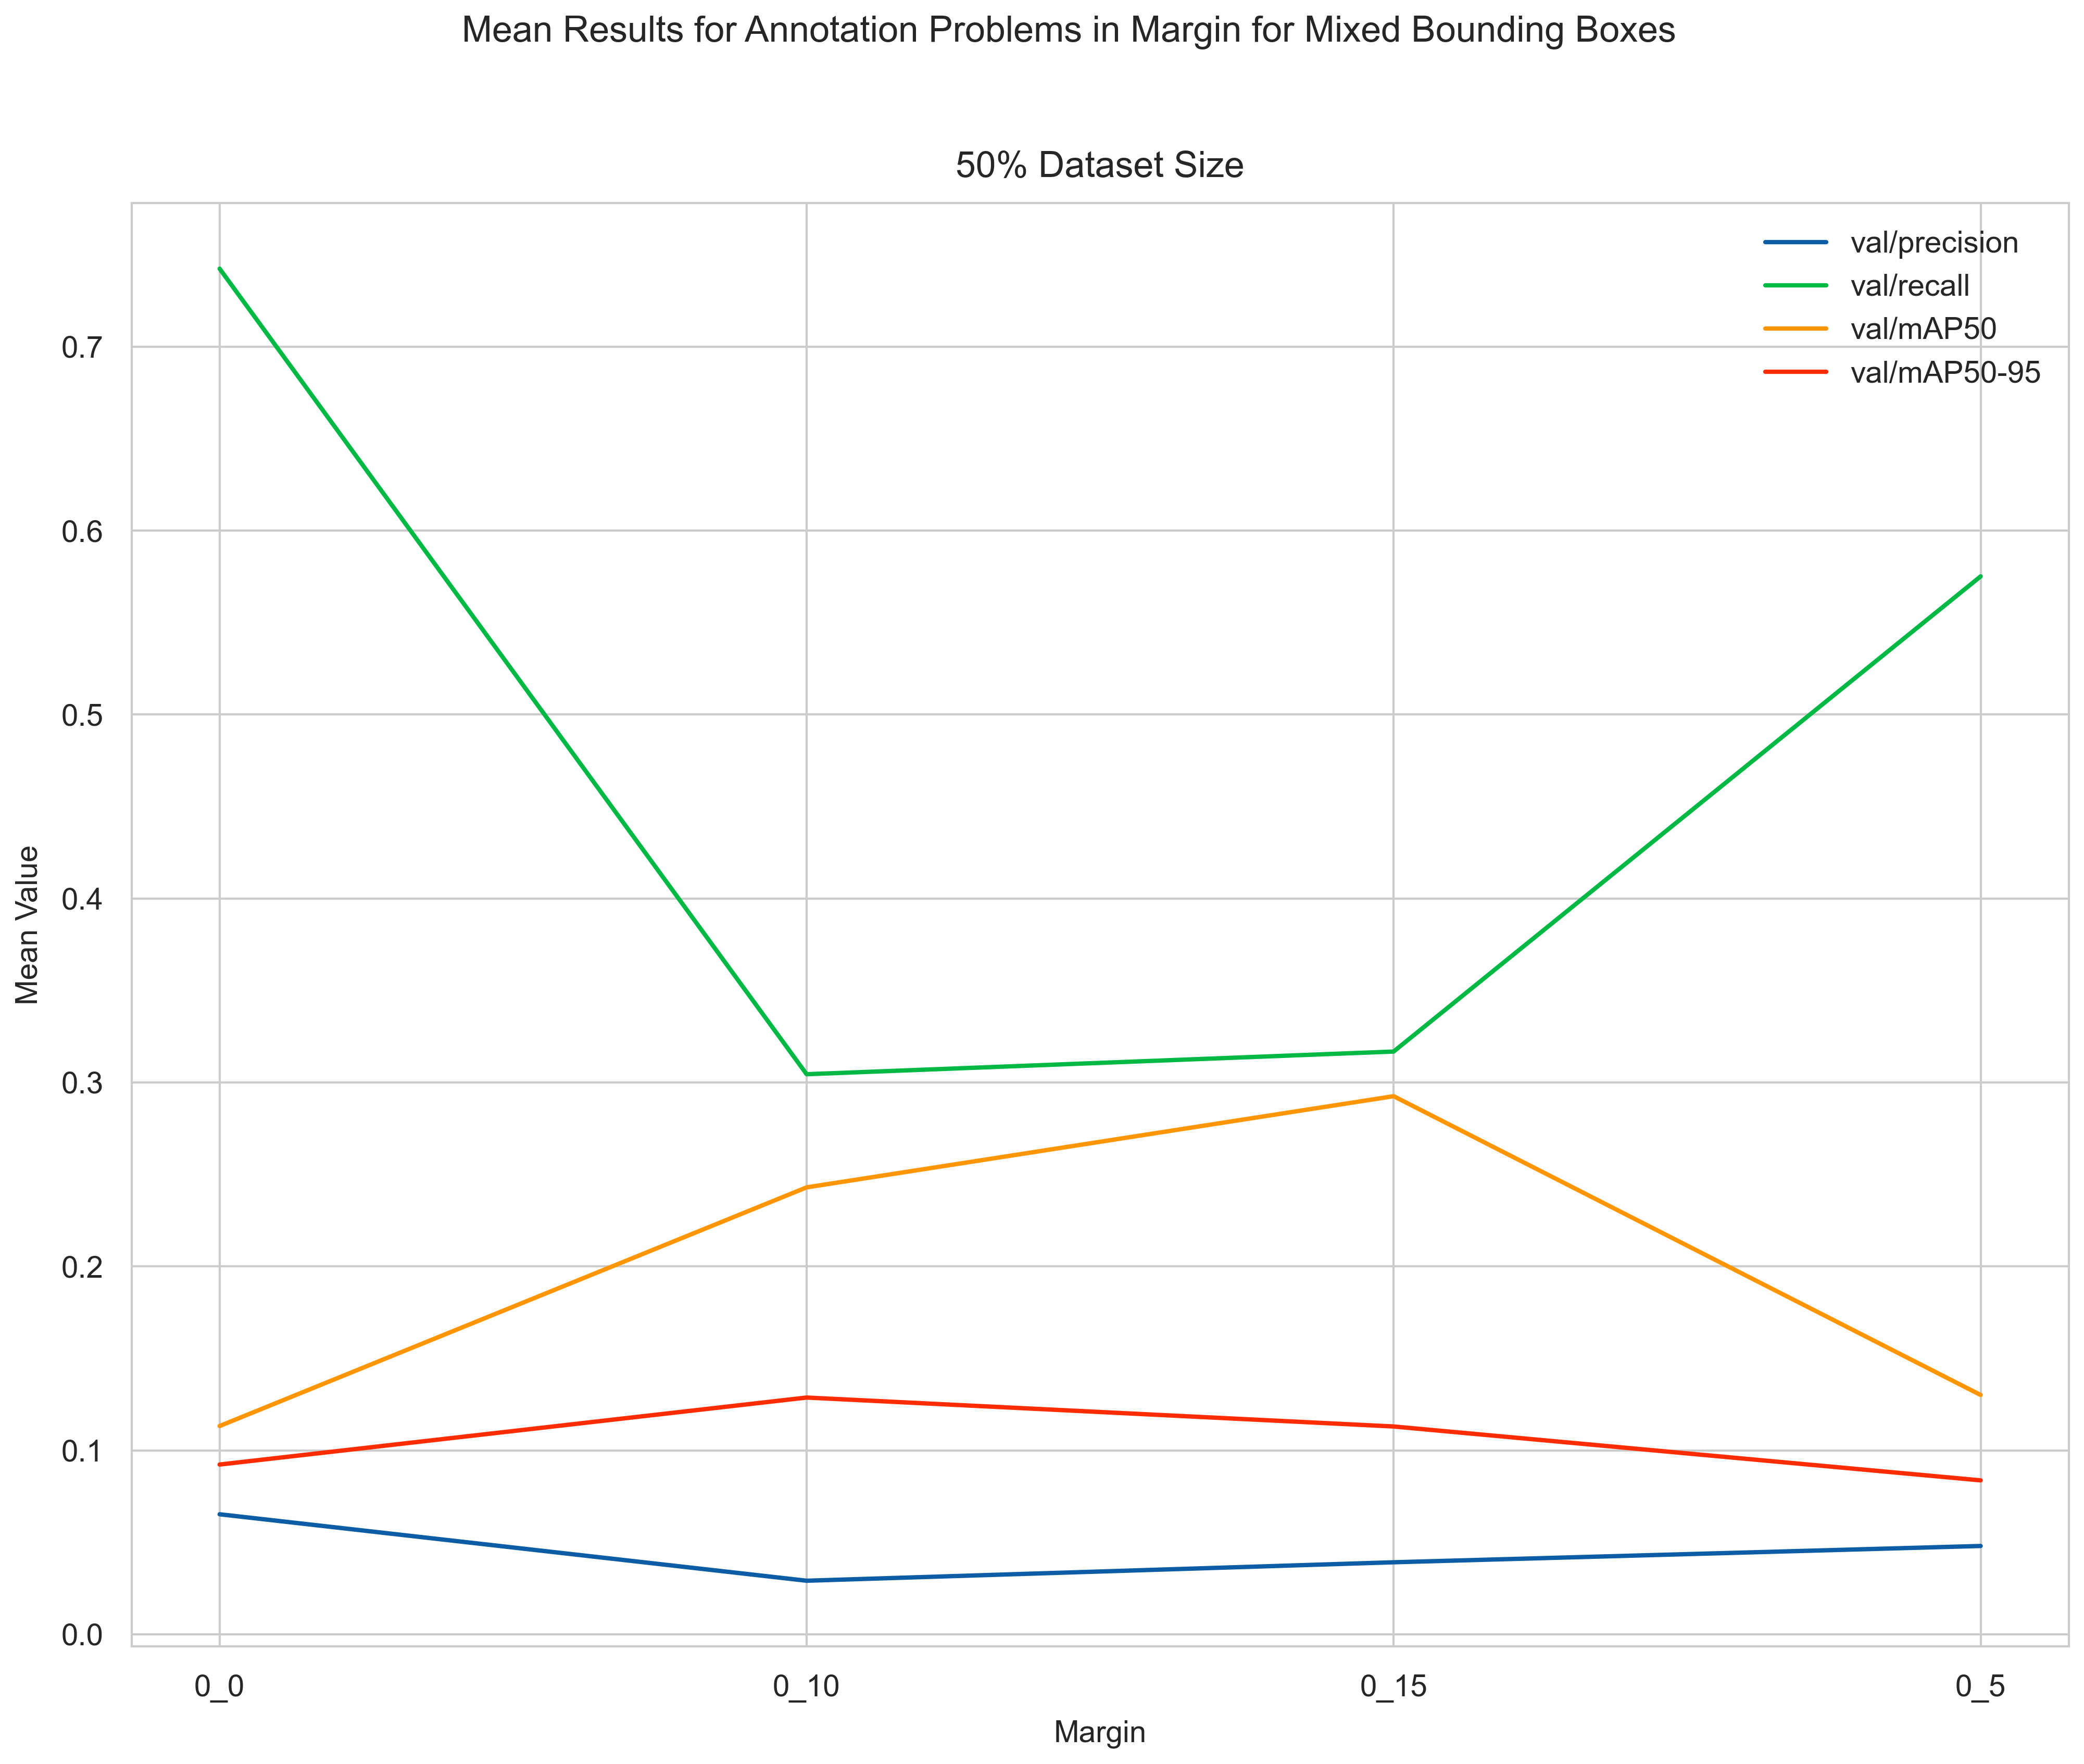 Mean Results for Annotation Problems in Margin for Mixed Bounding Boxes
50% Dataset Size
val/precision
val/recall
val/mAP50
val/mAP50-95
0.7
0.6
0.5
0.4
0.3
0.2
0.1
0.0
Mean Value
0_0
0_10
0_15
0_5
Margin